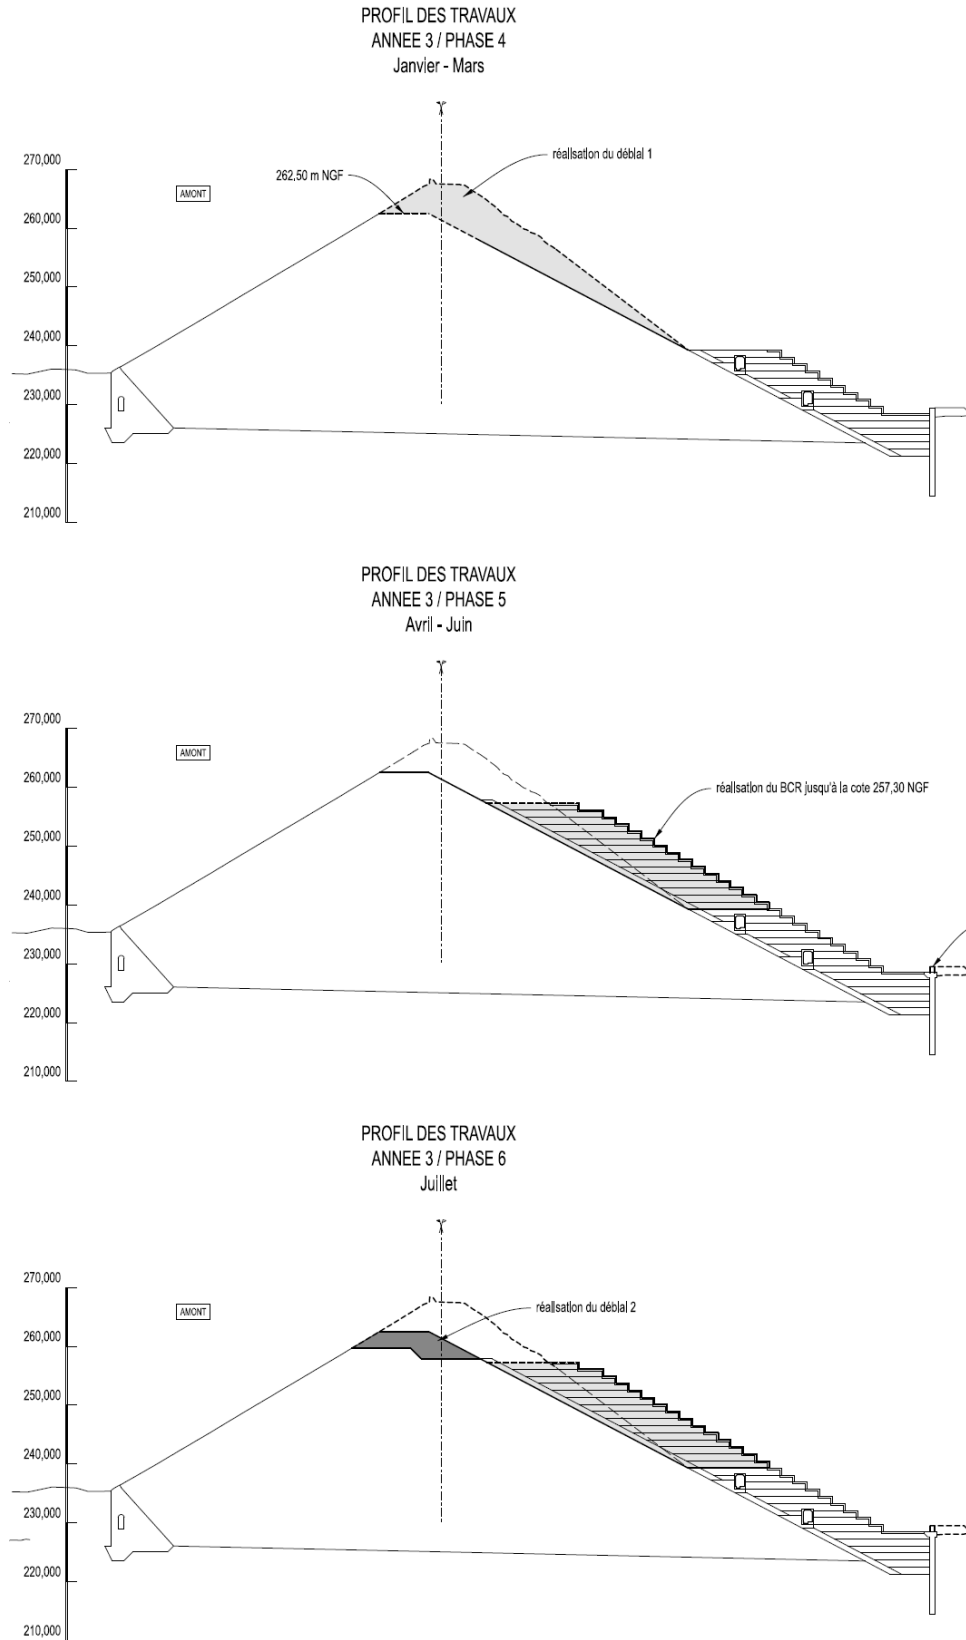 PROFIL DES TRAVAUX
ANNEE 3 / PHASE 4
Janvier - Mars
270,000
réalisation du déblai 1
262,50 m NGF
AMONT
260,000
250,000
240,000
230,000
220,000
210,000
PROFIL DES TRAVAUX
ANNEE 3 / PHASE 5
Avril - Juin
270,000
AMONT
260,000
réalisation du BCR jusqu'à la cote 257,30 NGF
250,000
240,000
230,000
220,000
210,000
PROFIL DES TRAVAUX
ANNEE 3 / PHASE 6
Juillet
270,000
AMONT
réalisation du déblai 2
260,000
250,000
240,000
230,000
220,000
210,000